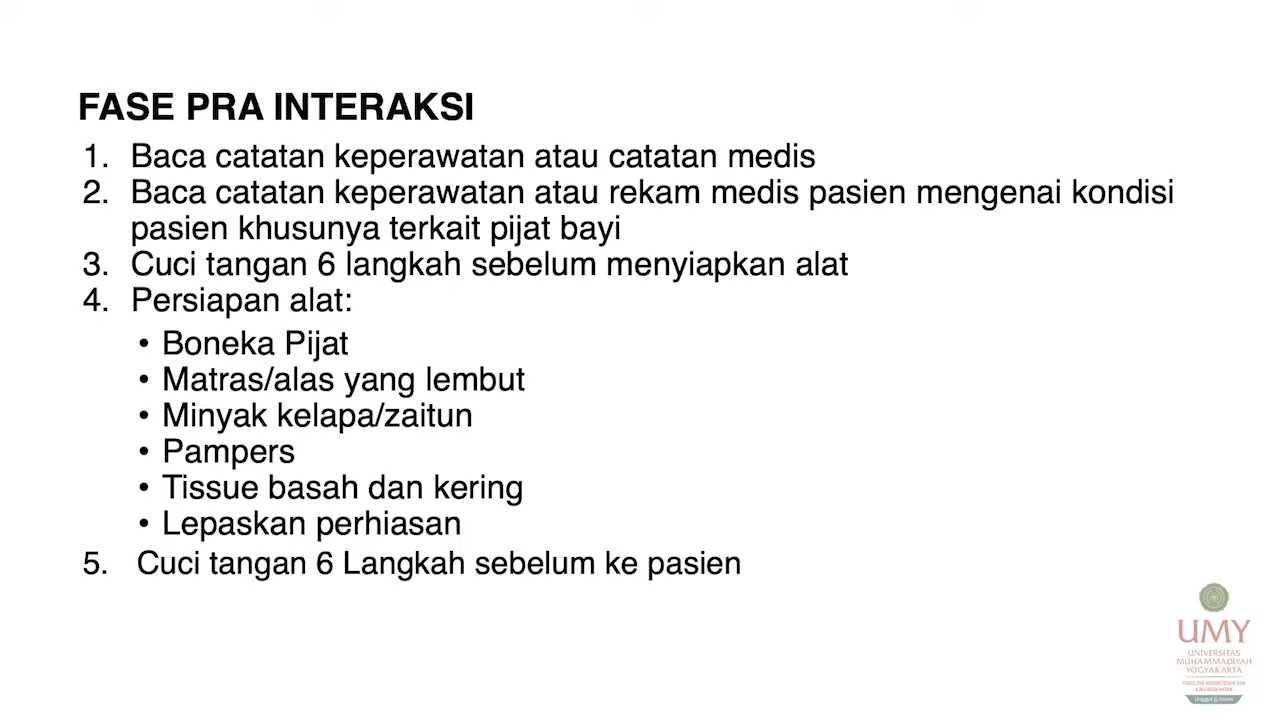 FASE PRA INTERAKSI
1. Baca catatan keperawatan atau catatan medis
2. Baca catatan keperawatan atau rekam medis pasien mengenai kondisi
pasien khusunya terkait pijat bayi
3. Cuci tangan 6 langkah sebelum menyiapkan alat
4. Persiapan alat:
• Boneka Pijat
• Matras/alas yang lembut
• Minyak kelapa/zaitun
• Pampers
• Tissue basah dan kering
• Lepaskan perhiasan
5. Cuci tangan 6 Langkah sebelum ke pasien
UMY
UNIVERSITAS
MUHAMMADIYAH
YOGYAKARTA
FAKULTAS KEDOKTERAN DAN
ILMU KESEHATAN